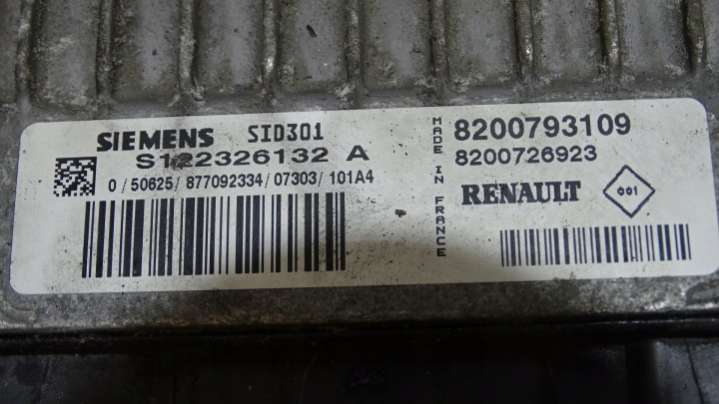 SIEMENS SID301
S122326132 A
0 / 50625 / 877092334 / 07303 / 101A4
MADE IN FRANCE
8200793109
8200726923
RENAULT 001